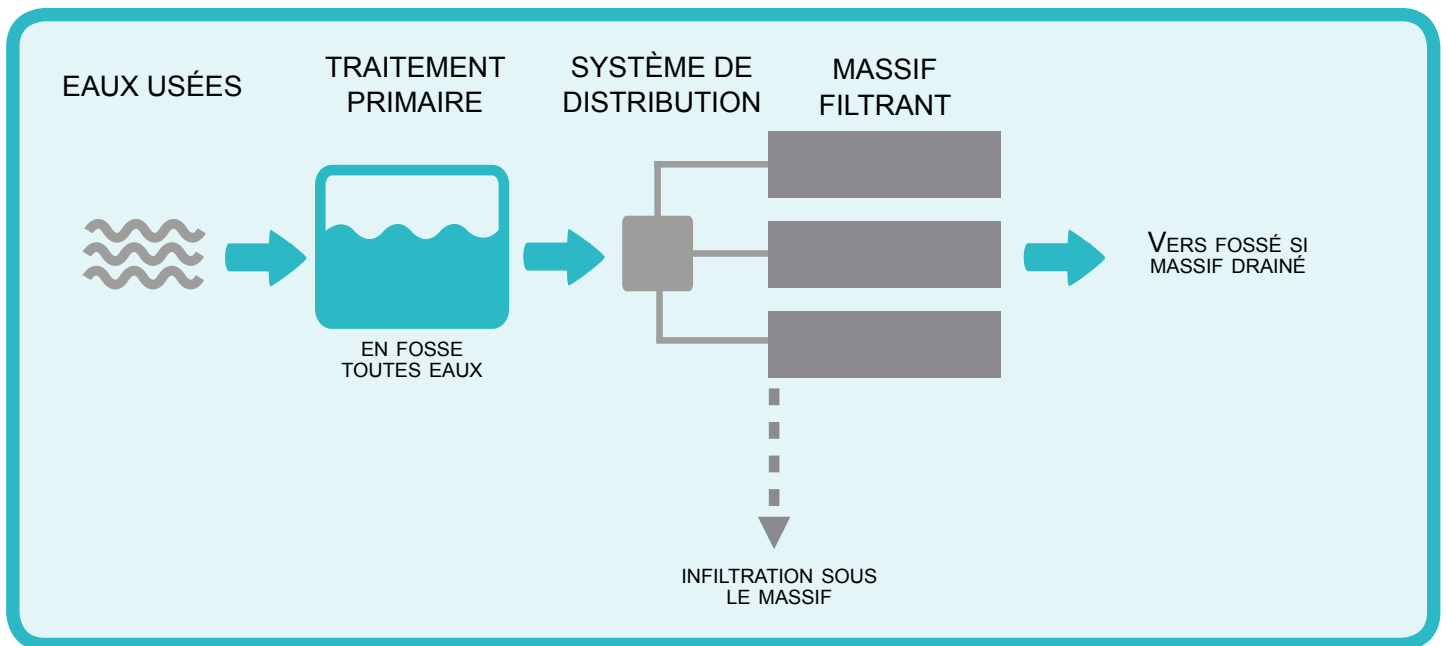 EAUX USÉES
TRAITEMENT
PRIMAIRE
SYSTÈME DE
DISTRIBUTION
MASSIF
FILTRANT
EN FOSSE
TOUTES EAUX
VERS FOSSÉ SI
MASSIF DRAINÉ
INFILTRATION SOUS
LE MASSIF